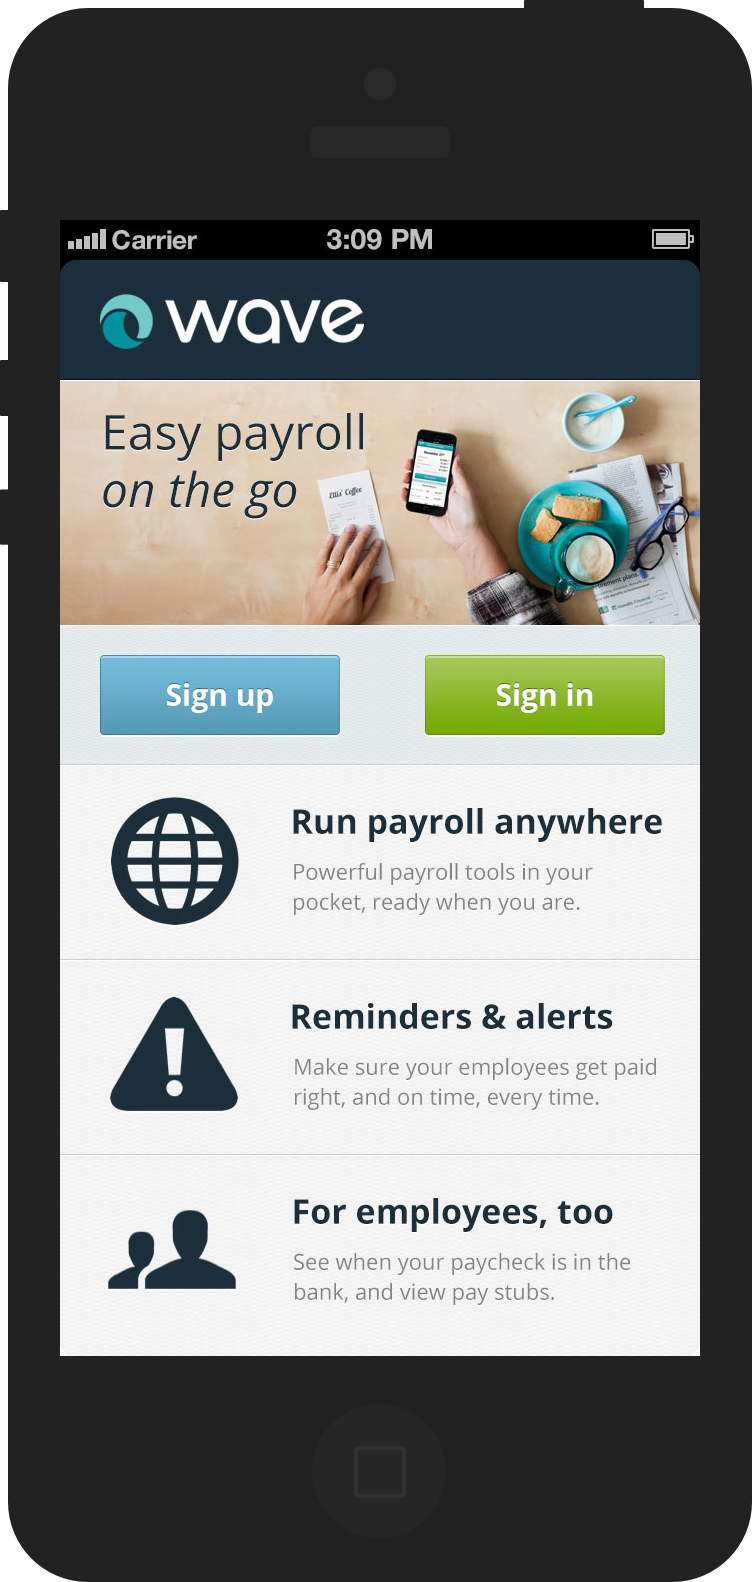 Carrier 3:09 PM
wave
Easy payroll
on the go
Ellis' Coffee
Sign up Sign in
Run payroll anywhere
Powerful payroll tools in your
pocket, ready when you are.
Reminders & alerts
Make sure your employees get paid
right, and on time, every time.
For employees, too
See when your paycheck is in the
bank, and view pay stubs.